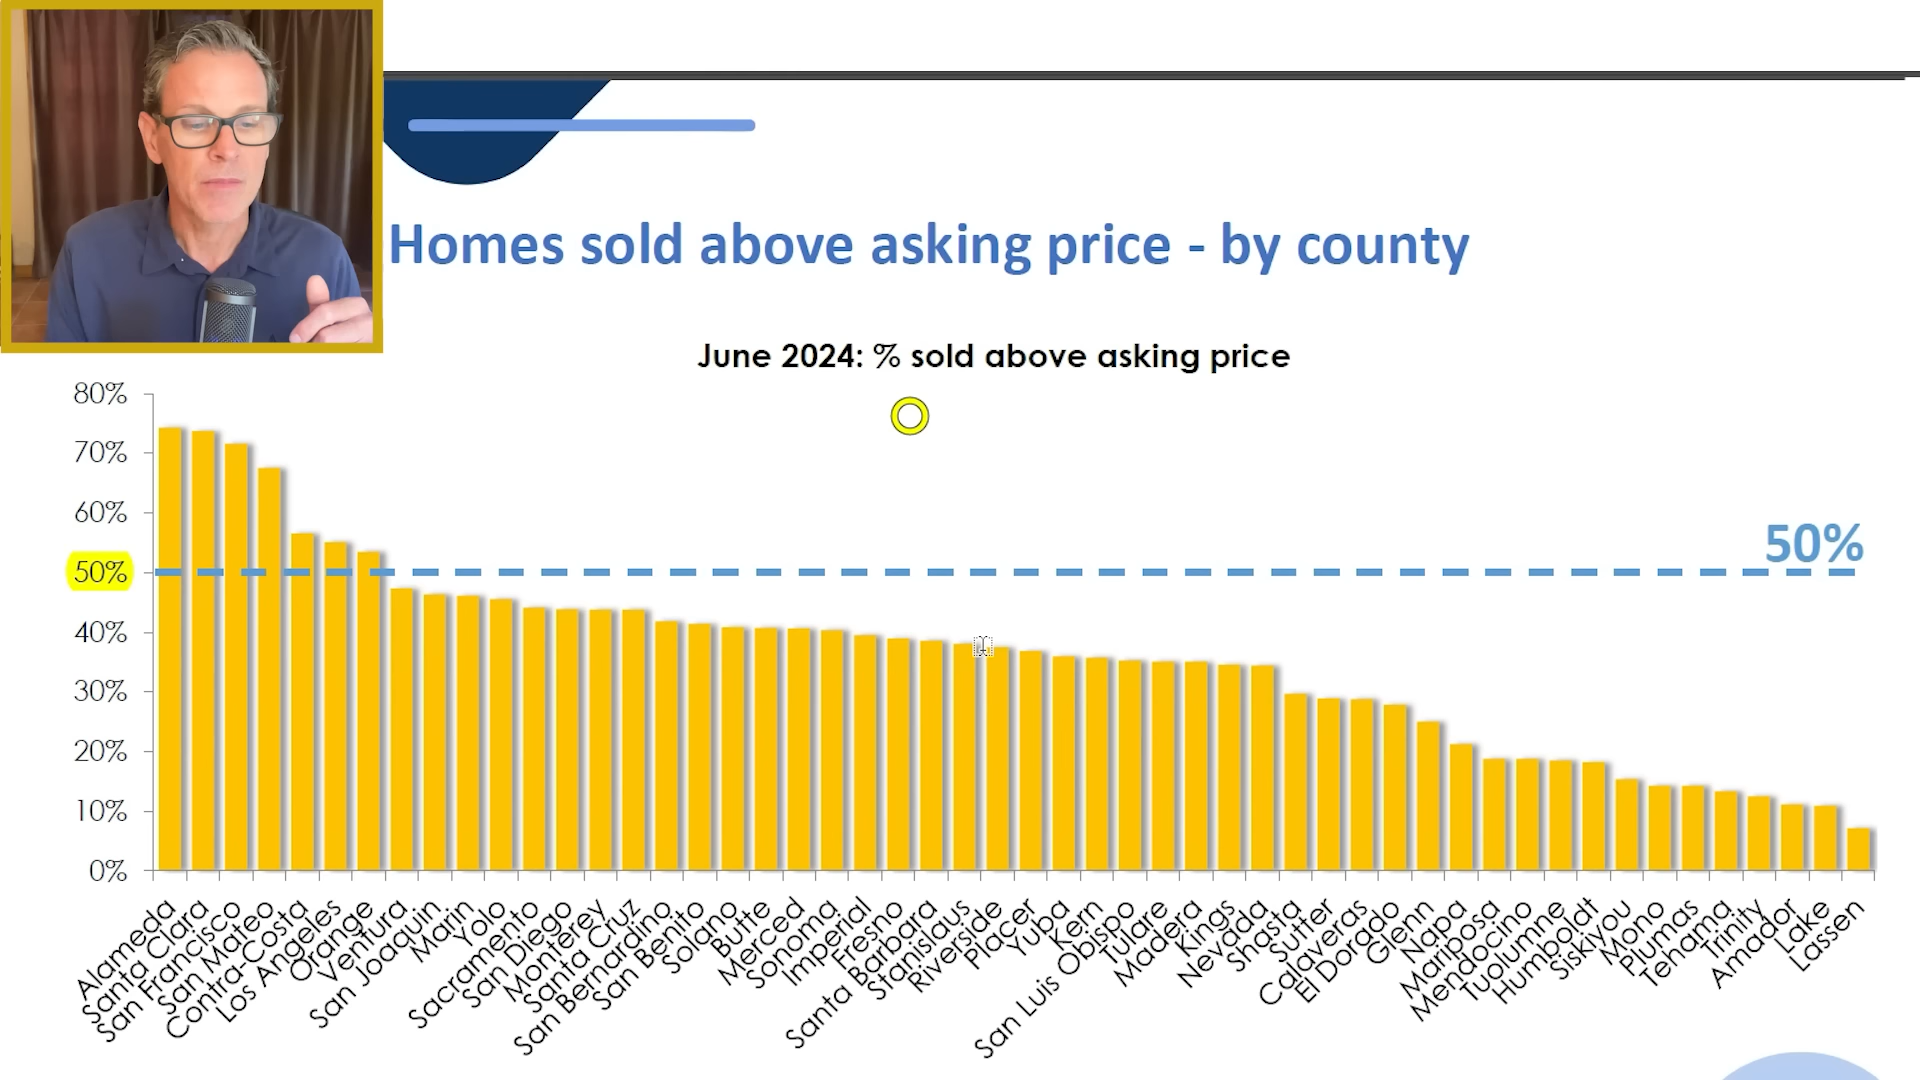 Homes sold above asking price - by county
June 2024: % sold above asking price
80%
70%
60%
50%
40%
30%
20%
10%
0%
50%
Alameda
Santa Clara
San Francisco
San Mateo
Contra-Costa
Los Angeles
Orange
Ventura
San Joaquin
Marin
Yolo
Sacramento
San Diego
Monterey
Santa Cruz
San Bernardino
San Benito
Solano
Butte
Merced
Sonoma
Imperial
Fresno
Santa Barbara
Stanislaus
Riverside
Placer
Yuba
Kern
San Luis Obispo
Tulare
Madera
Kings
Nevada
Shasta
Sutter
Calaveras
El Dorado
Glenn
Napa
Mariposa
Mendocino
Tuolumne
Humboldt
Siskiyou
Mono
Plumas
Tehama
Trinity
Amador
Lake
Lassen